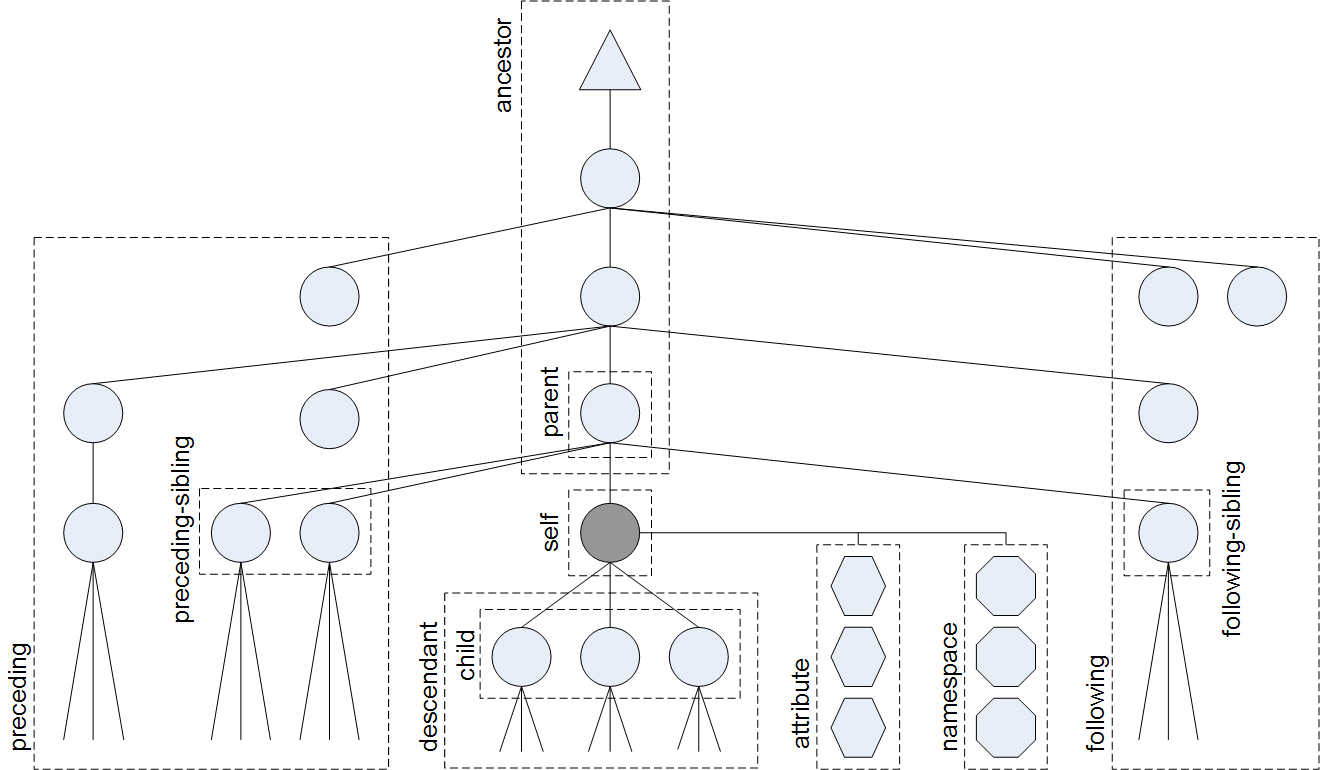 ancestor
parent
preceding-sibling
self
following-sibling
preceding
descendant
child
attribute
namespace
following